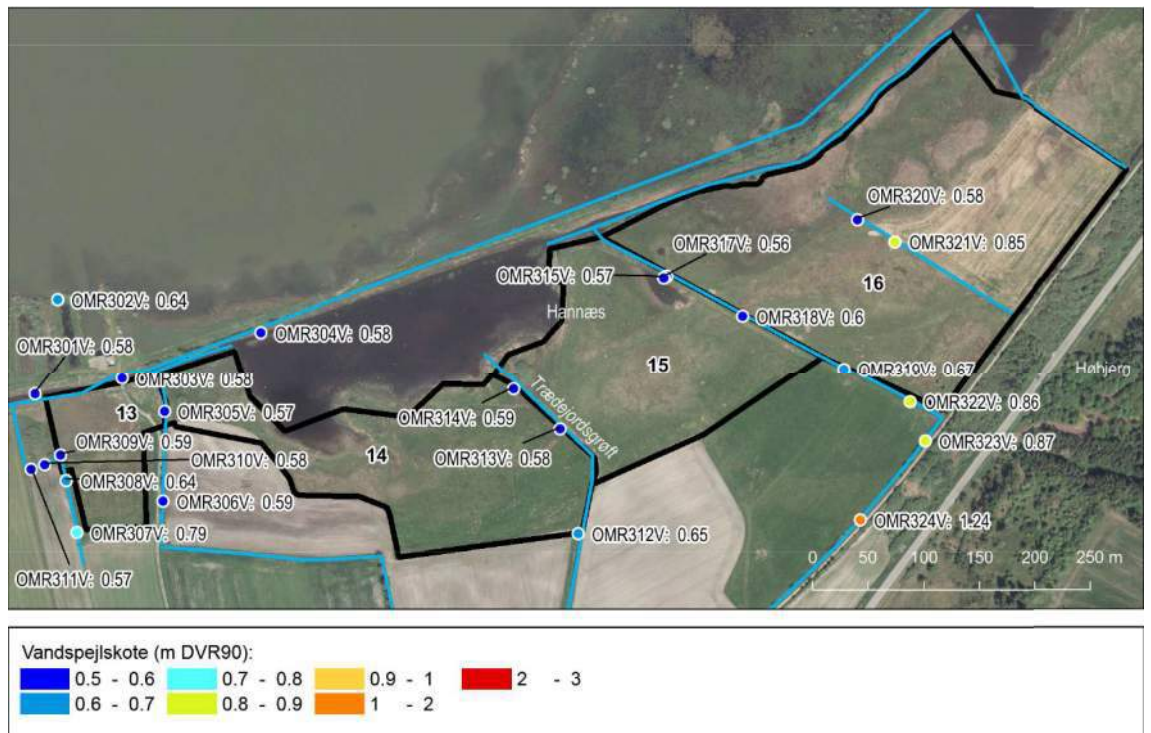 OMR320V: 0.58
OMR317V: 0.56
OMR321V: 0.85
OMR315V: 0.57
16
OMR302V: 0.64
Hannæs
OMR318V: 0.6
OMR301V: 0.58
OMR304V: 0.58
15
OMR319V: 0.67
Høbjerg
OMR303V: 0.58
Trædejordsgrøft
13
OMR305V: 0.57
OMR314V: 0.59
OMR322V: 0.86
OMR309V: 0.59
14
OMR313V: 0.58
OMR323V: 0.87
OMR310V: 0.58
OMR308V: 0.64
OMR306V: 0.59
OMR324V: 1.24
OMR307V: 0.79
OMR312V: 0.65
0 50 100 150 200 250 m
OMR311V: 0.57
Vandspejlskote (m DVR90):
0.5 - 0.6 0.7 - 0.8 0.9 - 1 2 - 3
0.6 - 0.7 0.8 - 0.9 1 - 2